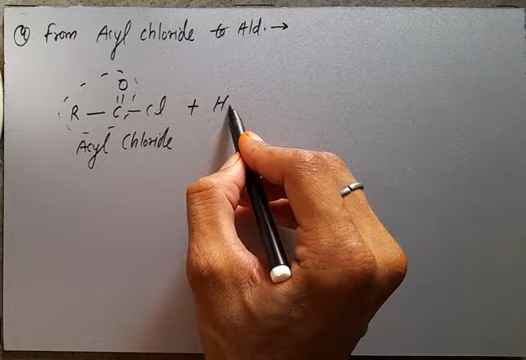 (4) From Acyl chloride to Ald. →
O
||
R — C — Cl + H
Acyl Chloride